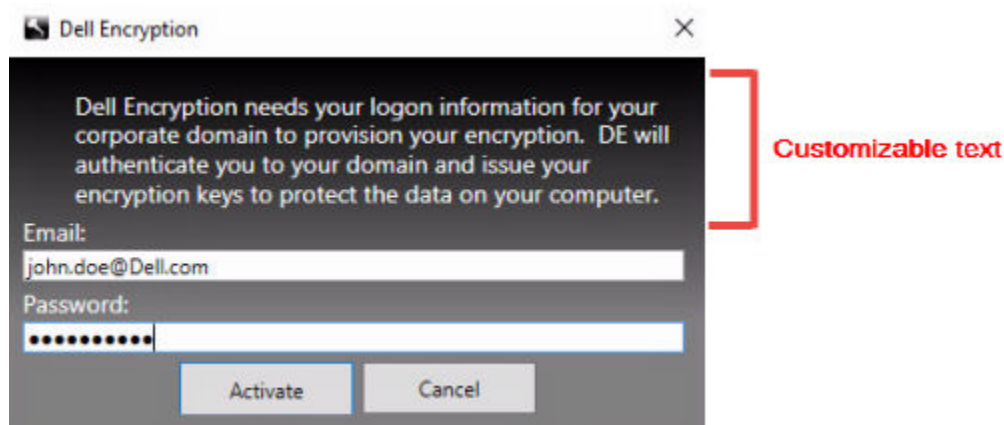 Dell Encryption
Dell Encryption needs your logon information for your
corporate domain to provision your encryption.  DE will
authenticate you to your domain and issue your
encryption keys to protect the data on your computer.
Customizable text
Email:
john.doe@Dell.com
Password:
●●●●●●●●●●
Activate
Cancel